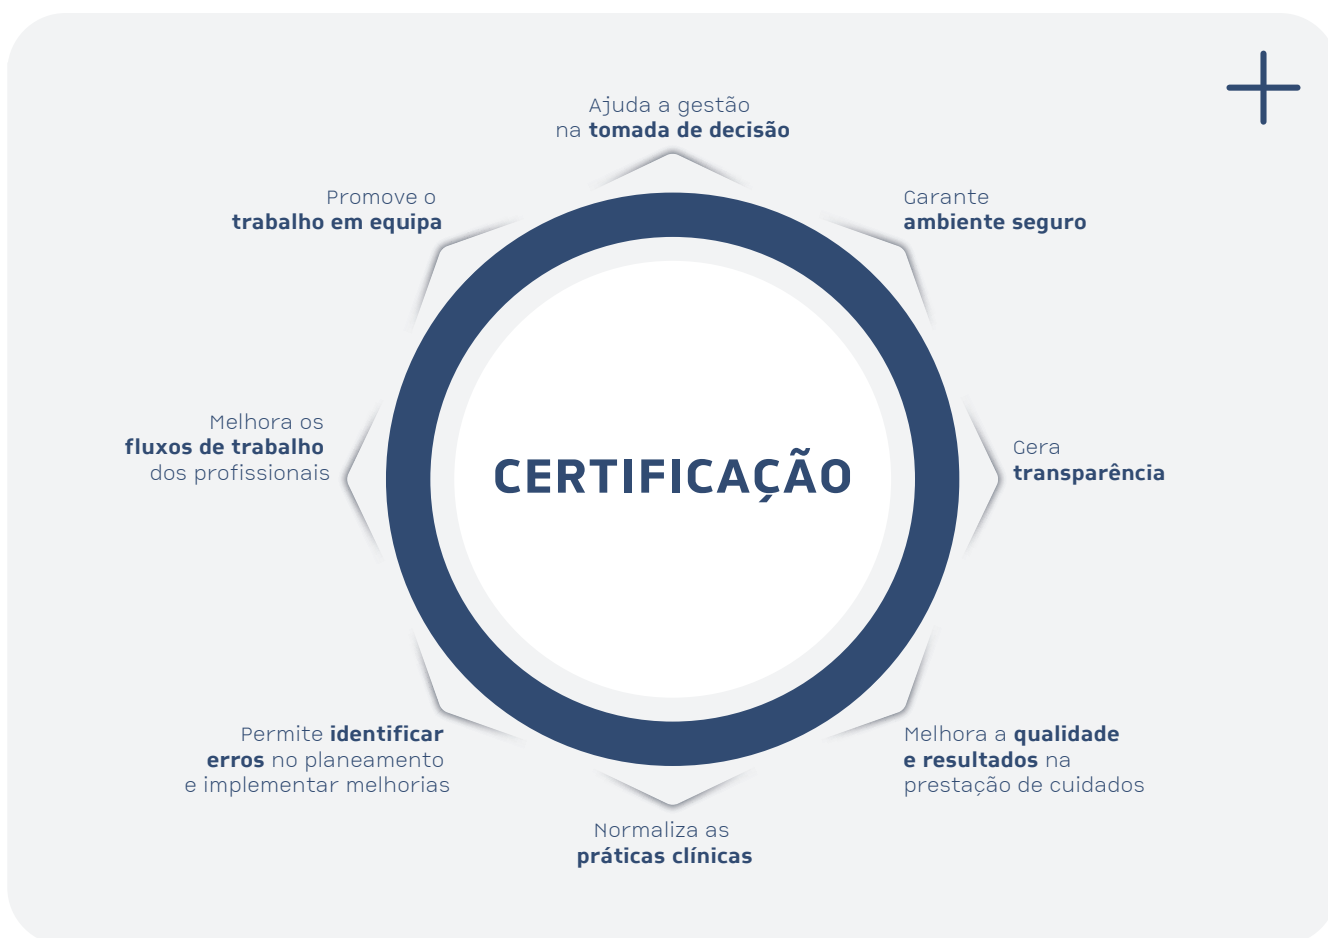 Ajuda a gestão
na tomada de decisão
Promove o
trabalho em equipa
Garante
ambiente seguro
Melhora os
fluxos de trabalho
dos profissionais
CERTIFICAÇÃO
Gera
transparência
Permite identificar
erros no planeamento
e implementar melhorias
Melhora a qualidade
e resultados na
prestação de cuidados
Normaliza as
práticas clínicas